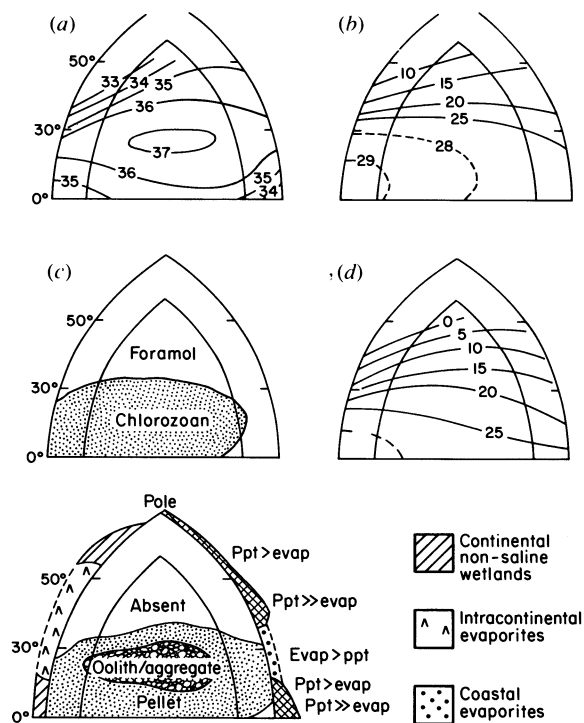 (a)
50°
30°
0°
33
34
35
36
37
36
35
35
34
(b)
10
15
20
25
28
29
(c)
50°
30°
0°
Foramol
Chlorozoan
(d)
0
5
10
15
20
25
Pole
50°
30°
0°
Absent
Oolith/aggregate
Pellet
Ppt>evap
Ppt≫evap
Evap>ppt
Ppt>evap
Ppt≫evap
Continental
non-saline
wetlands
Intracontinental
evaporites
Coastal
evaporites